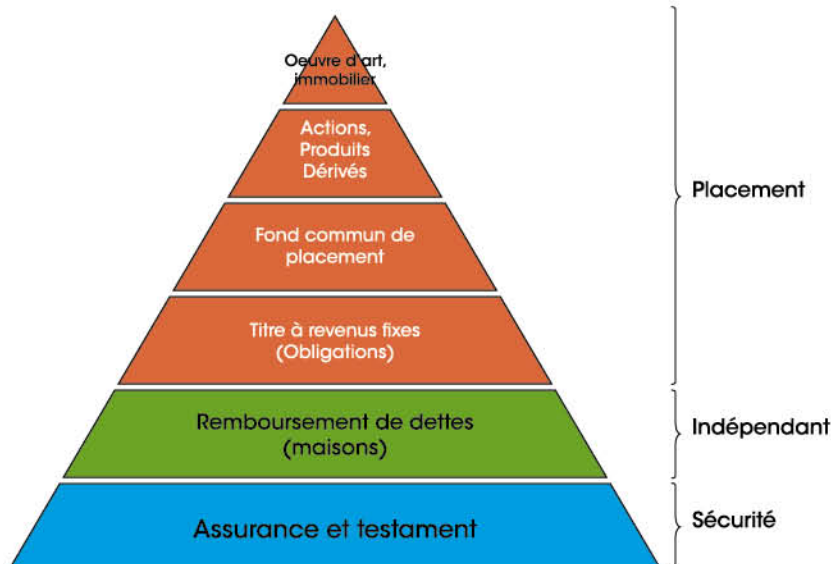 Oeuvre d'art,
immobilier
Actions,
Produits
Dérivés
Placement
Fond commun de
placement
Titre à revenus fixes
(Obligations)
Remboursement de dettes
(maisons)
Indépendant
Assurance et testament
Sécurité